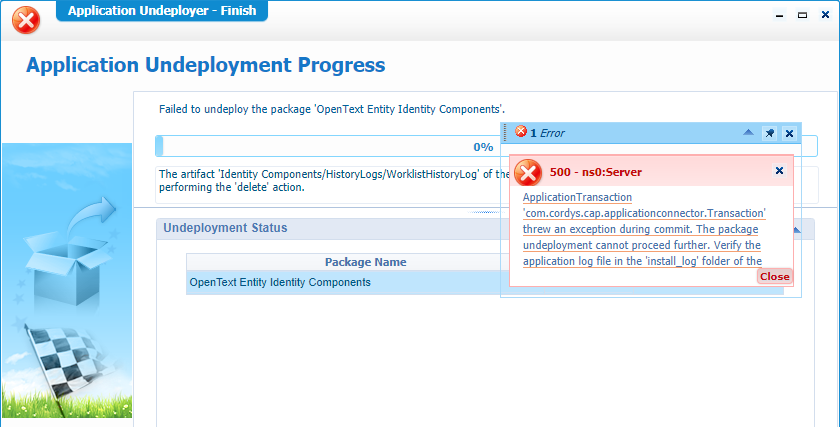 Application Undeployer - Finish
Application Undeployment Progress
Failed to undeploy the package 'OpenText Entity Identity Components'.
0%
The artifact 'Identity Components/HistoryLogs/WorklistHistoryLog' of the
performing the 'delete' action.
1 Error
500 - ns0:Server
ApplicationTransaction
'com.cordys.cap.applicationconnector.Transaction'
threw an exception during commit. The package
undeployment cannot proceed further. Verify the
application log file in the 'install_log' folder of the
Close
Undeployment Status
Package Name
OpenText Entity Identity Components